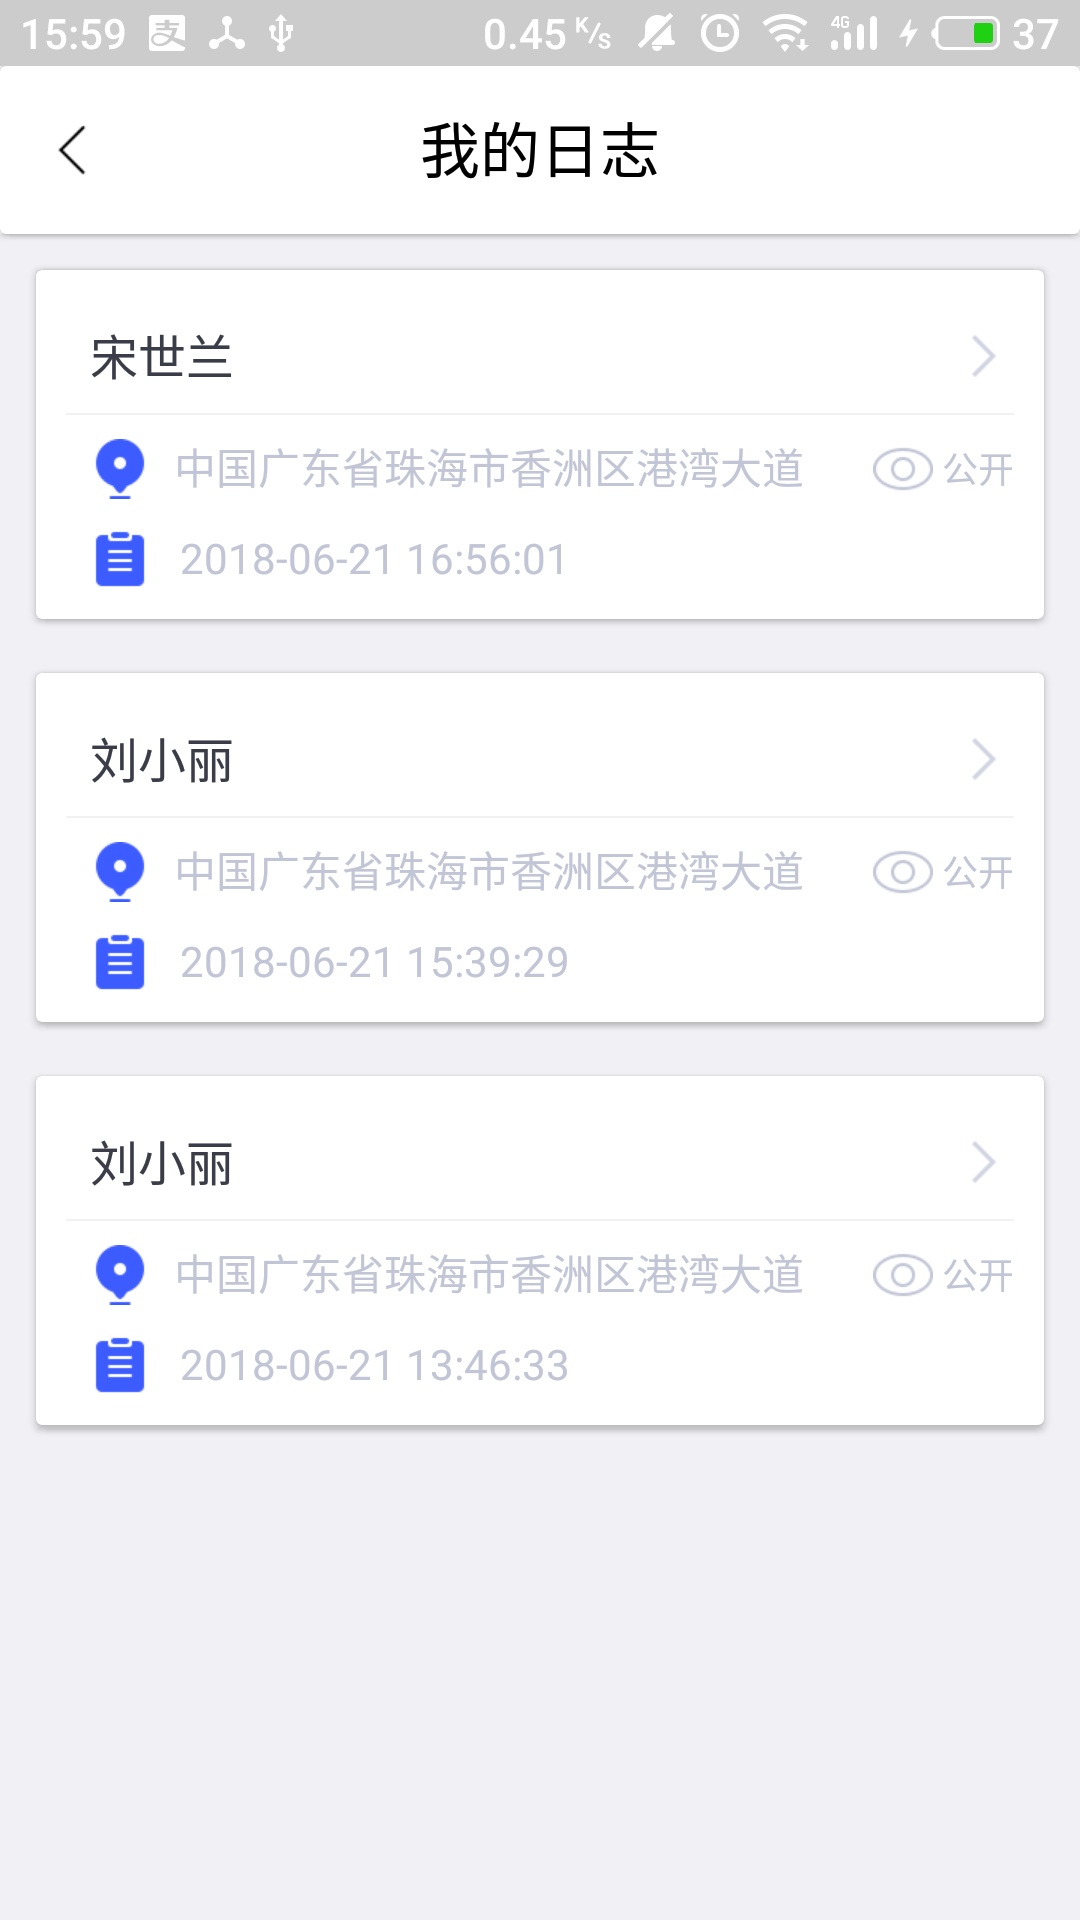 15:59 支 0.45 K/s 4G 37
我的日志
宋世兰
中国广东省珠海市香洲区港湾大道 公开
2018-06-21 16:56:01
刘小丽
中国广东省珠海市香洲区港湾大道 公开
2018-06-21 15:39:29
刘小丽
中国广东省珠海市香洲区港湾大道 公开
2018-06-21 13:46:33